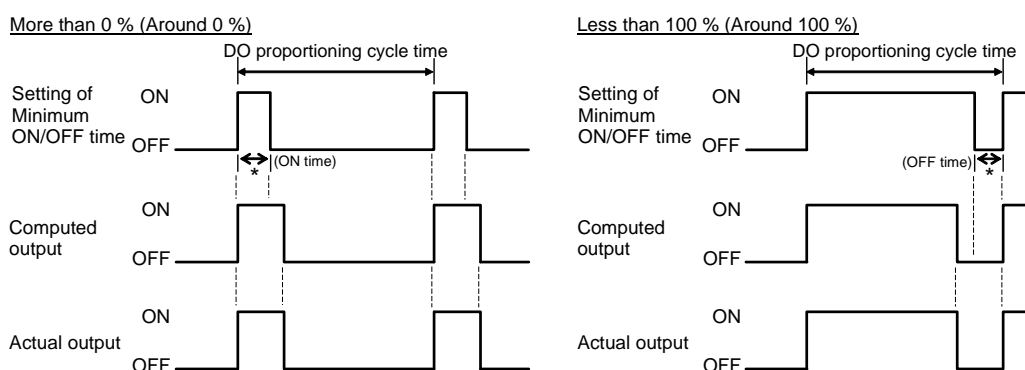 More than 0 % (Around 0 %)
DO proportioning cycle time
Setting of
Minimum
ON/OFF time
ON
OFF
(ON time)
*
Computed
output
ON
OFF
Actual output
ON
OFF
Less than 100 % (Around 100 %)
DO proportioning cycle time
Setting of
Minimum
ON/OFF time
ON
OFF
(OFF time)
*
Computed
output
ON
OFF
Actual output
ON
OFF